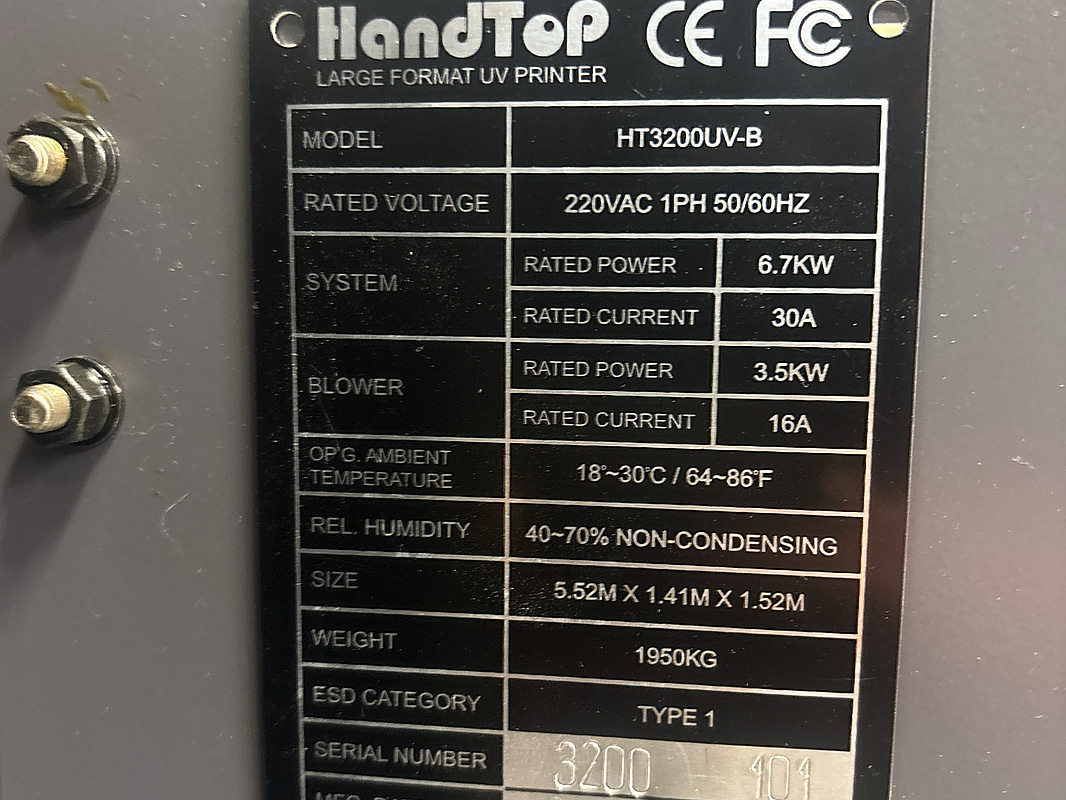 HandTOP CE FC
LARGE FORMAT UV PRINTER
MODEL HT3200UV-B
RATED VOLTAGE 220VAC 1PH 50/60HZ
SYSTEM RATED POWER 6.7KW
RATED CURRENT 30A
BLOWER RATED POWER 3.5KW
RATED CURRENT 16A
OP'G. AMBIENT
TEMPERATURE 18°~30°C / 64~86°F
REL. HUMIDITY 40~70% NON-CONDENSING
SIZE 5.52M X 1.41M X 1.52M
WEIGHT 1950KG
ESD CATEGORY TYPE 1
SERIAL NUMBER 3200 101